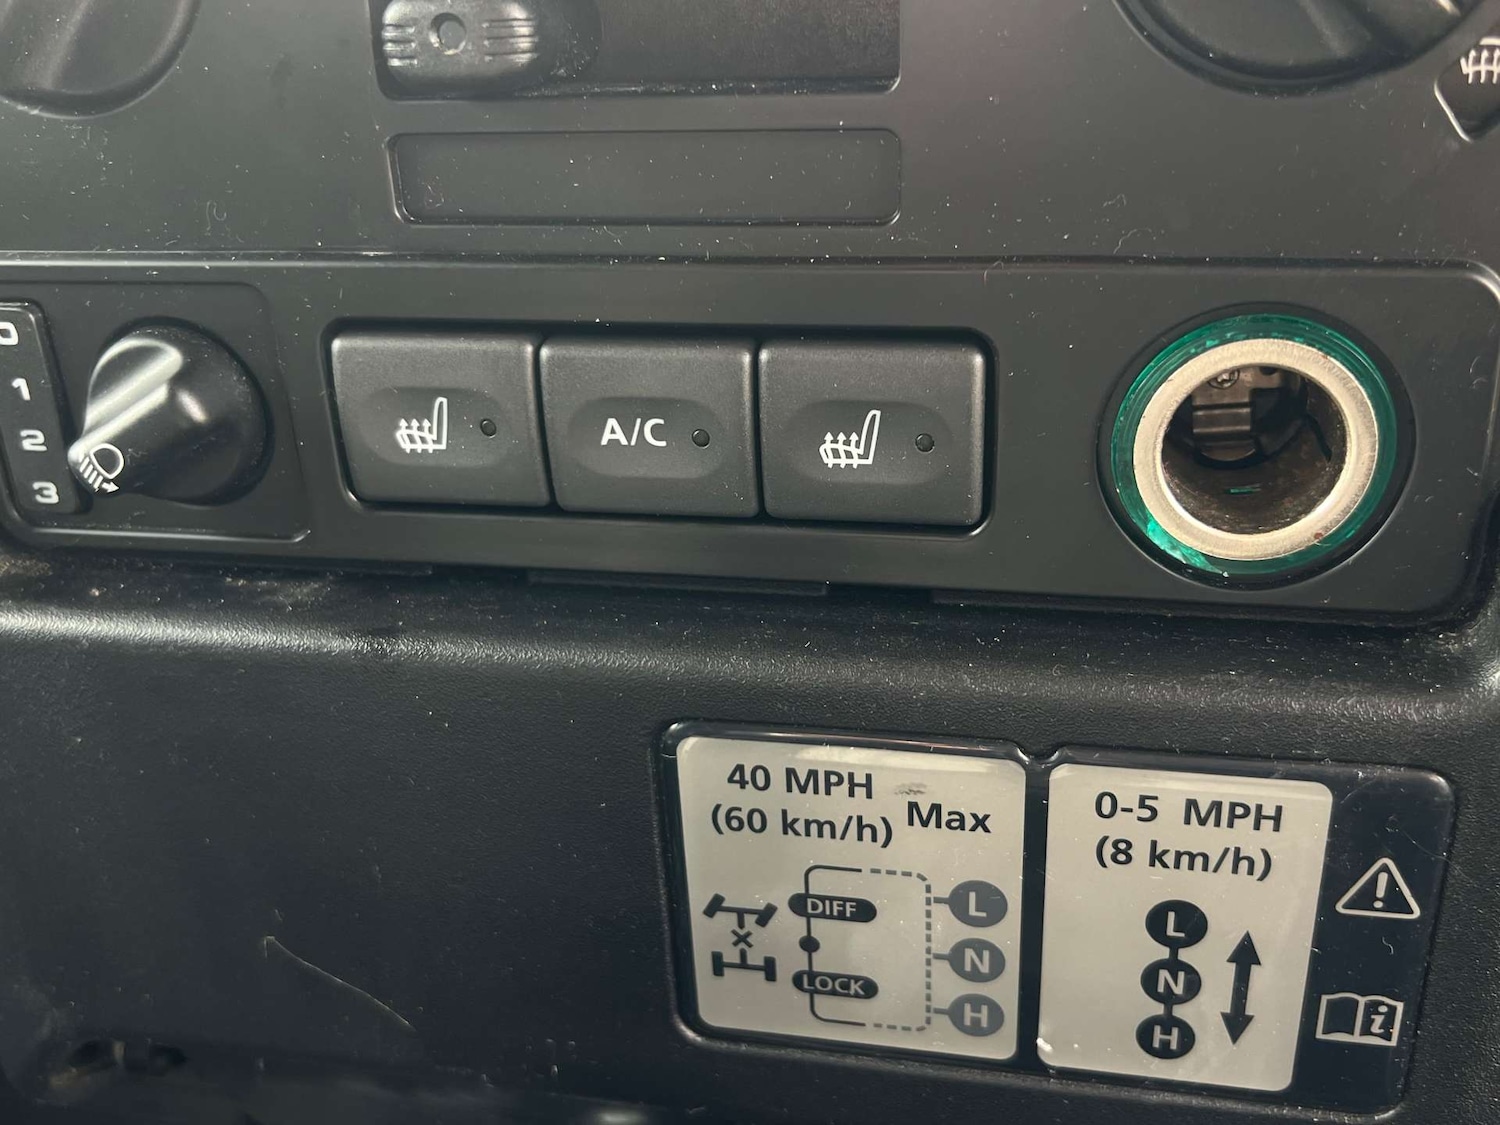 0
1
2
3
A/C
40 MPH
(60 km/h) Max
DIFF
LOCK
L
N
H
0-5 MPH
(8 km/h)
L
N
H